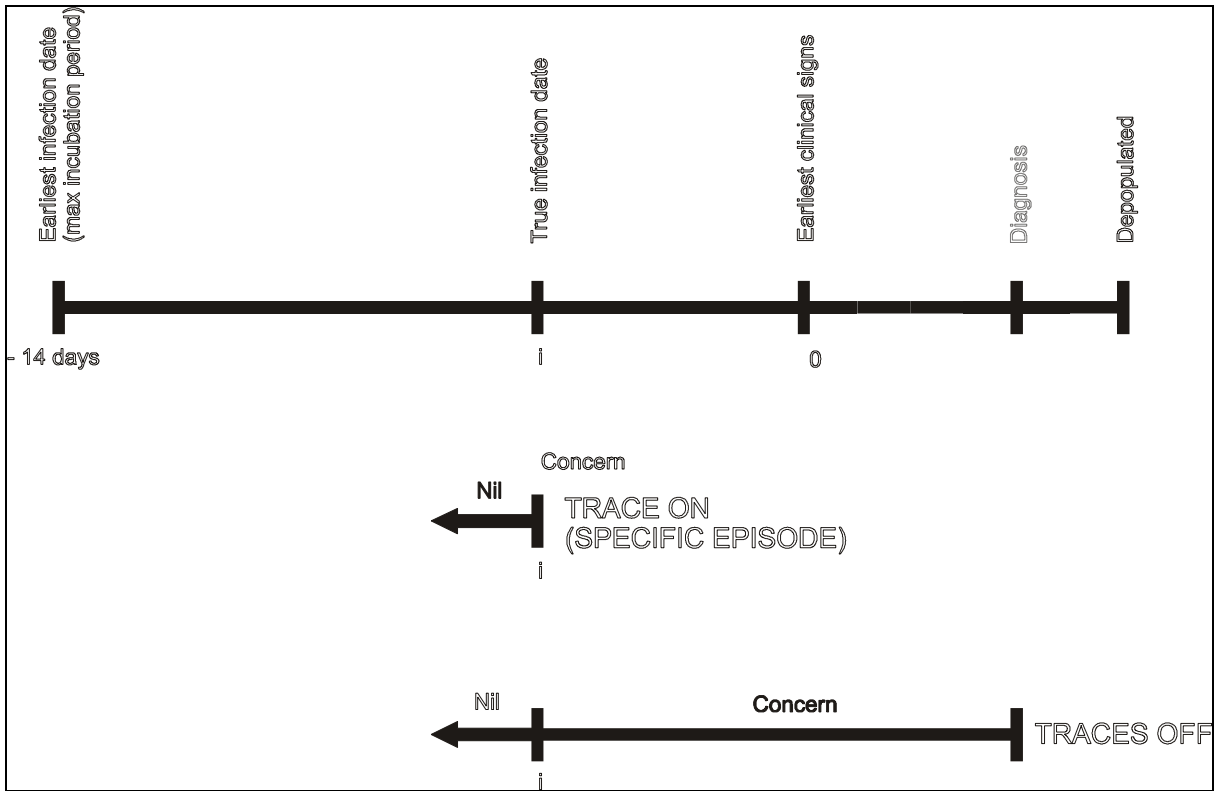 Earliest infection date
(max incubation period)
True infection date
Earliest clinical signs
Diagnosis
Depopulated
- 14 days
i
0
Concern
Nil
TRACE ON
(SPECIFIC EPISODE)
i
Nil
Concern
TRACES OFF
i